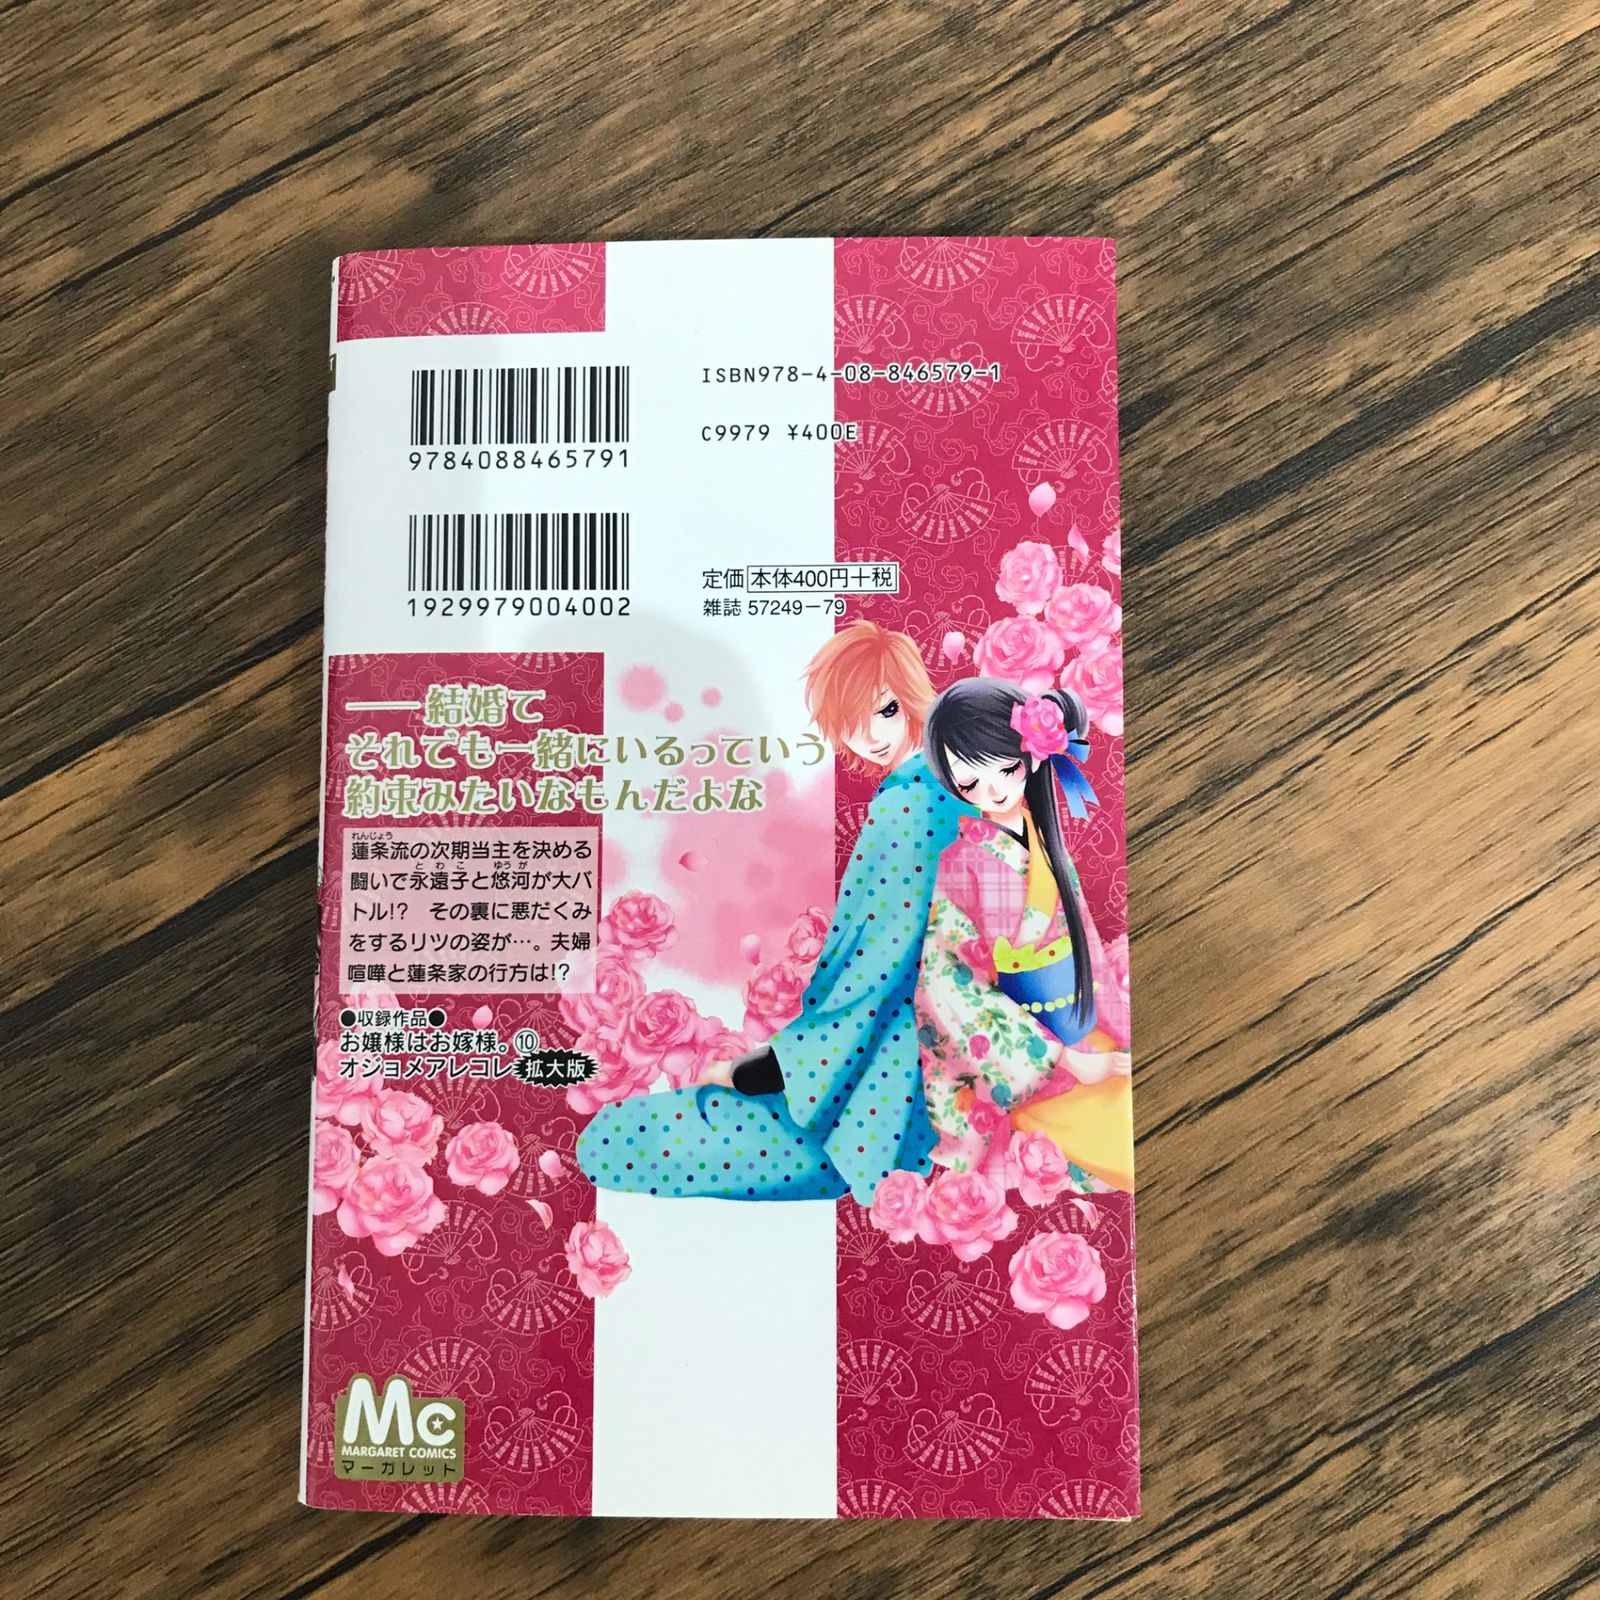 ISBN978-4-08-846579-1
9784088465791
C9979 ¥400E
1929979004002
定価 本体400円+税
雑誌 57249-79
──結婚て
それでも一緒にいるっていう
約束みたいなもんだよな
れんじょう
蓮条流の次期当主を決める
とわこ ゆうが
闘いで永遠子と悠河が大バ
トル!? その裏に悪だくみ
をするリツの姿が…。夫婦
喧嘩と蓮条家の行方は!?
●収録作品●
お嬢様はお嫁様。⑩
オジョメアレコレ 拡大版
Mc
MARGARET COMICS
マーガレット